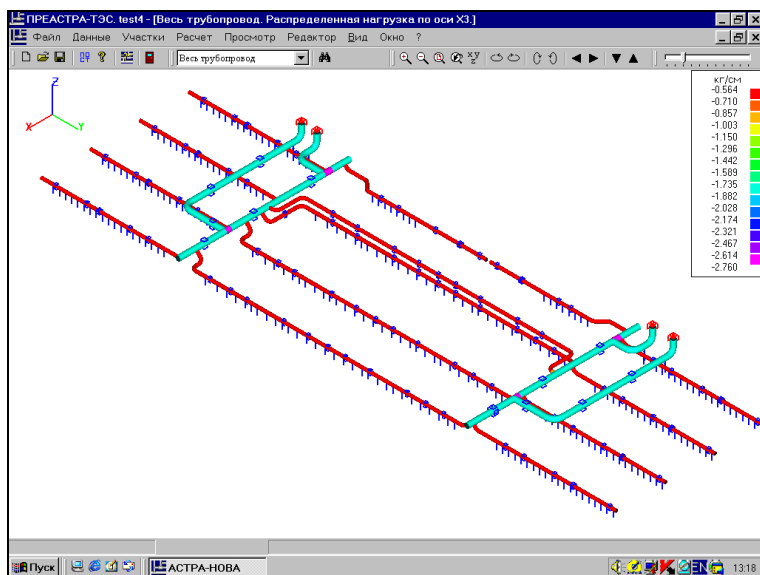 ПРЕАСТРА-ТЭС. test4 - [Весь трубопровод. Распределенная нагрузка по оси X3.]
Файл Данные Участки Расчет Просмотр Редактор Вид Окно ?
Весь трубопровод
xyz
кг/см
-0.564
-0.710
-0.857
-1.003
-1.150
-1.296
-1.442
-1.589
-1.735
-1.882
-2.028
-2.174
-2.321
-2.467
-2.614
-2.760
Z
X
Y
Пуск
АСТРА-НОВА
EN
13:18